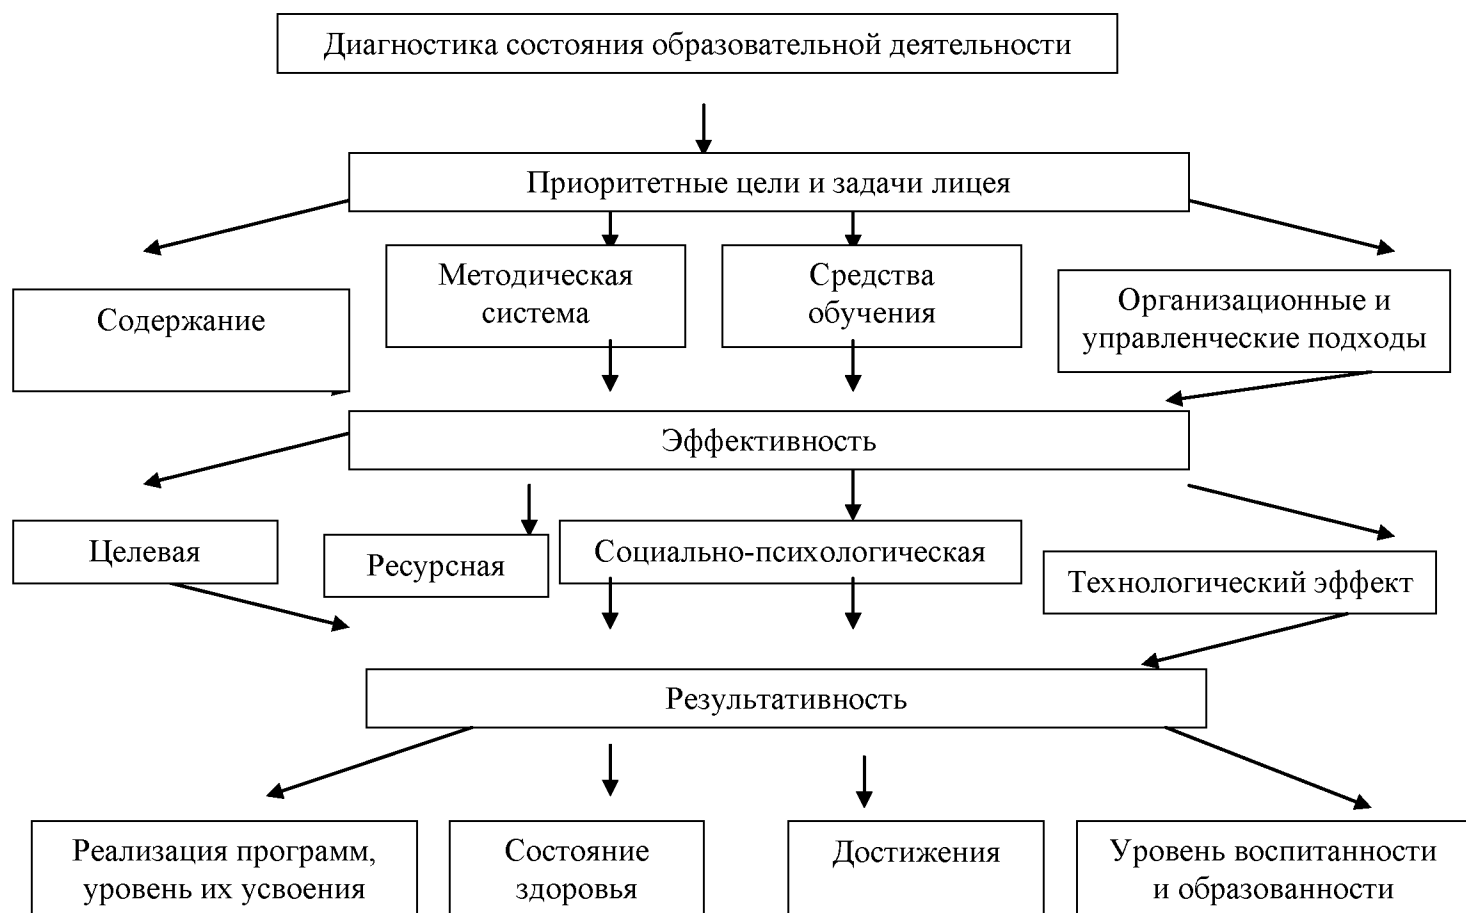 Диагностика состояния образовательной деятельности
Приоритетные цели и задачи лицея
Содержание
Методическая
система
Средства
обучения
Организационные и
управленческие подходы
Эффективность
Целевая
Ресурсная
Социально-психологическая
Технологический эффект
Результативность
Реализация программ,
уровень их усвоения
Состояние
здоровья
Достижения
Уровень воспитанности
и образованности